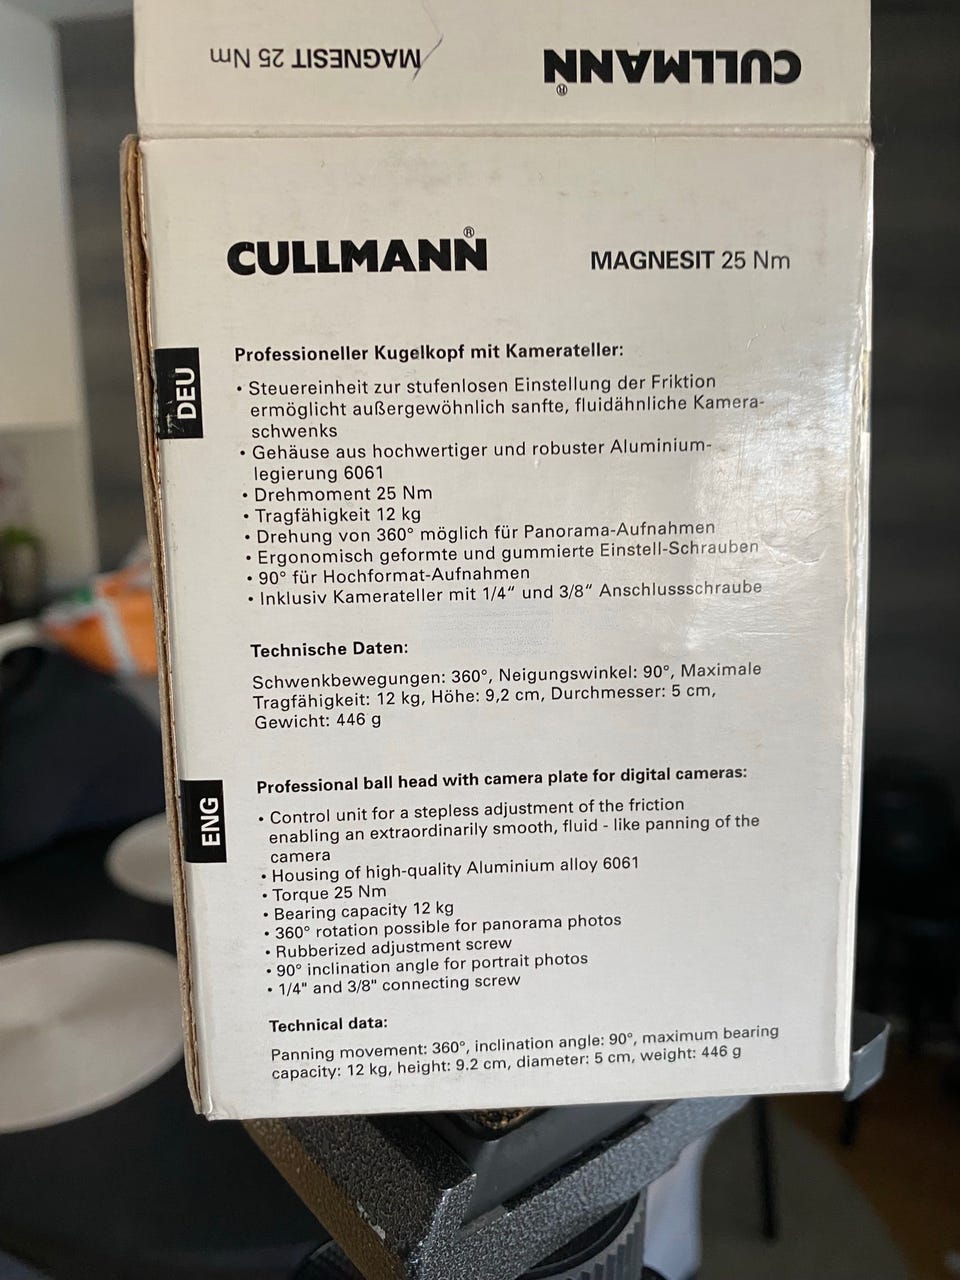 MAGNESIT 25 Nm
CULLMANN®
CULLMANN®
MAGNESIT 25 Nm
DEU
Professioneller Kugelkopf mit Kamerateller:
• Steuereinheit zur stufenlosen Einstellung der Friktion
ermöglicht außergewöhnlich sanfte, fluidähnliche Kamera-
schwenks
• Gehäuse aus hochwertiger und robuster Aluminium-
legierung 6061
• Drehmoment 25 Nm
• Tragfähigkeit 12 kg
• Drehung von 360° möglich für Panorama-Aufnahmen
• Ergonomisch geformte und gummierte Einstell-Schrauben
• 90° für Hochformat-Aufnahmen
• Inklusiv Kamerateller mit 1/4“ und 3/8“ Anschlussschraube
Technische Daten:
Schwenkbewegungen: 360°, Neigungswinkel: 90°, Maximale
Tragfähigkeit: 12 kg, Höhe: 9,2 cm, Durchmesser: 5 cm,
Gewicht: 446 g
ENG
Professional ball head with camera plate for digital cameras:
• Control unit for a stepless adjustment of the friction
enabling an extraordinarily smooth, fluid - like panning of the
camera
• Housing of high-quality Aluminium alloy 6061
• Torque 25 Nm
• Bearing capacity 12 kg
• 360° rotation possible for panorama photos
• Rubberized adjustment screw
• 90° inclination angle for portrait photos
• 1/4" and 3/8" connecting screw
Technical data:
Panning movement: 360°, inclination angle: 90°, maximum bearing
capacity: 12 kg, height: 9.2 cm, diameter: 5 cm, weight: 446 g